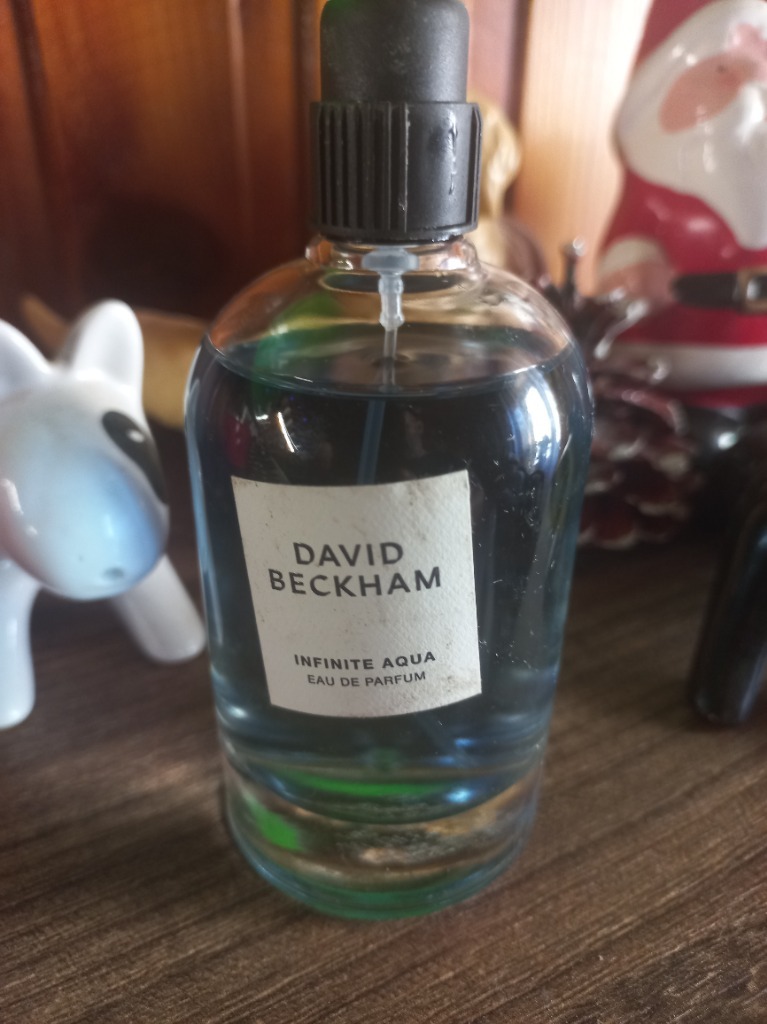 DAVID
BECKHAM
INFINITE AQUA
EAU DE PARFUM